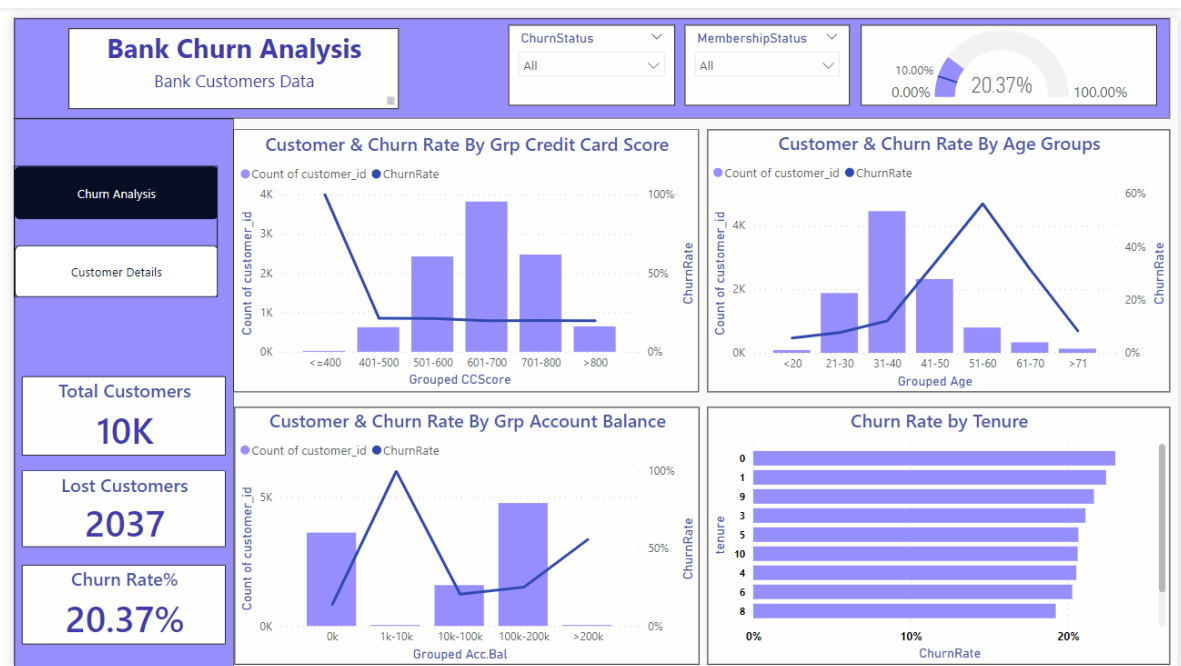 Bank Churn Analysis
Bank Customers Data
ChurnStatus
All
MembershipStatus
All
10.00%
0.00%
20.37%
100.00%
Churn Analysis
Customer Details
Total Customers
10K
Lost Customers
2037
Churn Rate%
20.37%
Customer & Churn Rate By Grp Credit Card Score
Count of customer_id ChurnRate
4K
3K
2K
1K
0K
Count of customer_id
100%
50%
0%
ChurnRate
<=400 401-500 501-600 601-700 701-800 >800
Grouped CCScore
Customer & Churn Rate By Age Groups
Count of customer_id ChurnRate
4K
2K
0K
Count of customer_id
60%
40%
20%
0%
ChurnRate
<20 21-30 31-40 41-50 51-60 61-70 >71
Grouped Age
Customer & Churn Rate By Grp Account Balance
Count of customer_id ChurnRate
5K
0K
Count of customer_id
100%
50%
0%
ChurnRate
0k 1k-10k 10k-100k 100k-200k >200k
Grouped Acc.Bal
Churn Rate by Tenure
tenure
0
1
9
3
5
10
4
6
8
0% 10% 20%
ChurnRate